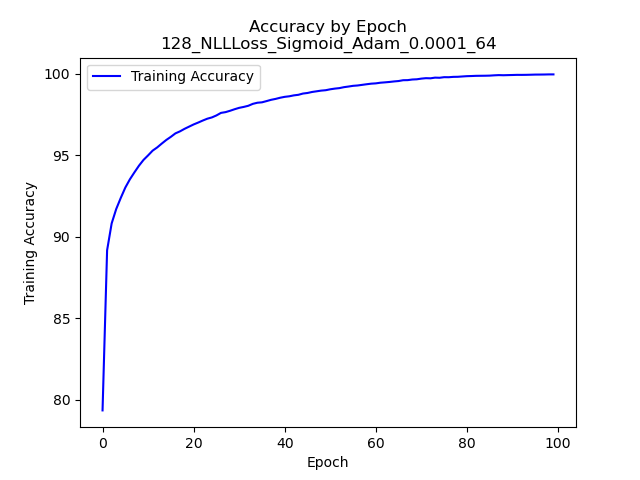 Accuracy by Epoch
128_NLLLoss_Sigmoid_Adam_0.0001_64
Training Accuracy
100
95
90
85
80
Training Accuracy
0 20 40 60 80 100
Epoch